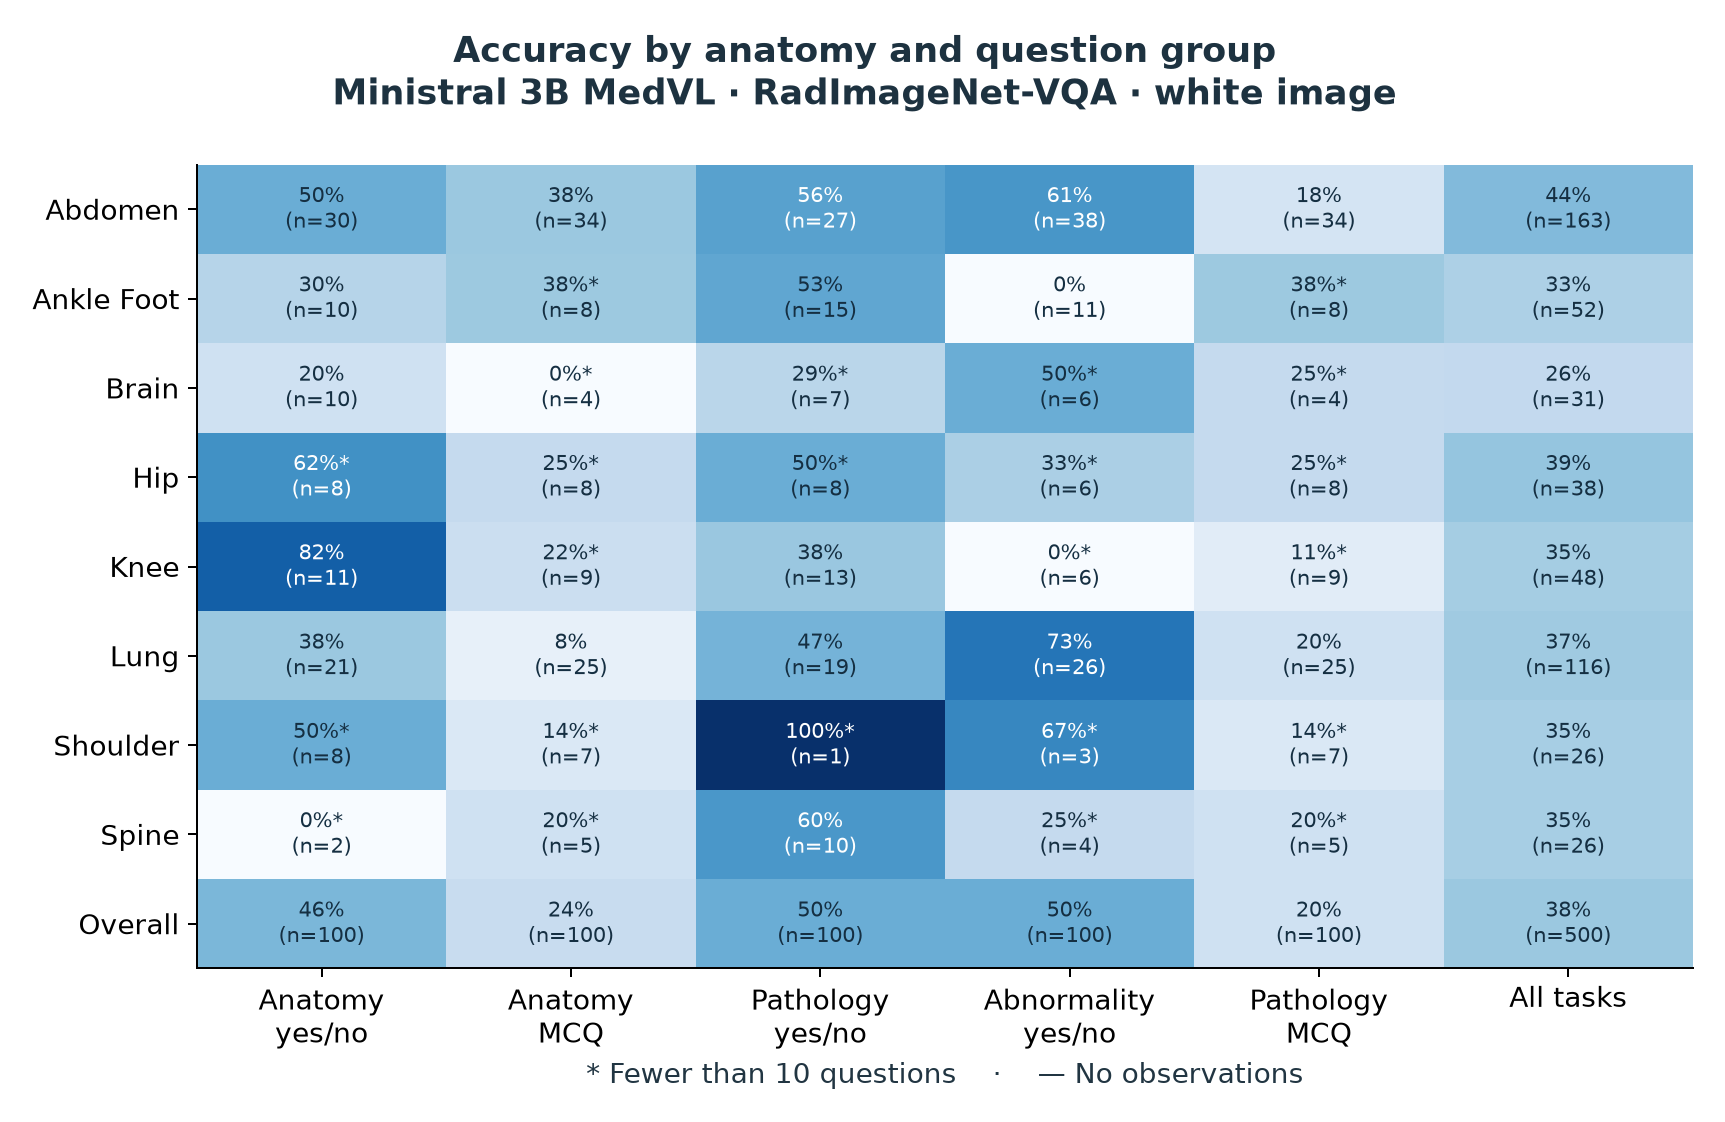 Accuracy by anatomy and question group
Ministral 3B MedVL · RadImageNet-VQA · white image
Abdomen 50% 38% 56% 61% 18% 44%
(n=30) (n=34) (n=27) (n=38) (n=34) (n=163)
Ankle Foot 30% 38%* 53% 0% 38%* 33%
(n=10) (n=8) (n=15) (n=11) (n=8) (n=52)
Brain 20% 0%* 29%* 50%* 25%* 26%
(n=10) (n=4) (n=7) (n=6) (n=4) (n=31)
Hip 62%* 25%* 50%* 33%* 25%* 39%
(n=8) (n=8) (n=8) (n=6) (n=8) (n=38)
Knee 82% 22%* 38% 0%* 11%* 35%
(n=11) (n=9) (n=13) (n=6) (n=9) (n=48)
Lung 38% 8% 47% 73% 20% 37%
(n=21) (n=25) (n=19) (n=26) (n=25) (n=116)
Shoulder 50%* 14%* 100%* 67%* 14%* 35%
(n=8) (n=7) (n=1) (n=3) (n=7) (n=26)
Spine 0%* 20%* 60% 25%* 20%* 35%
(n=2) (n=5) (n=10) (n=4) (n=5) (n=26)
Overall 46% 24% 50% 50% 20% 38%
(n=100) (n=100) (n=100) (n=100) (n=100) (n=500)
Anatomy Anatomy Pathology Abnormality Pathology All tasks
yes/no MCQ yes/no yes/no MCQ
* Fewer than 10 questions · — No observations